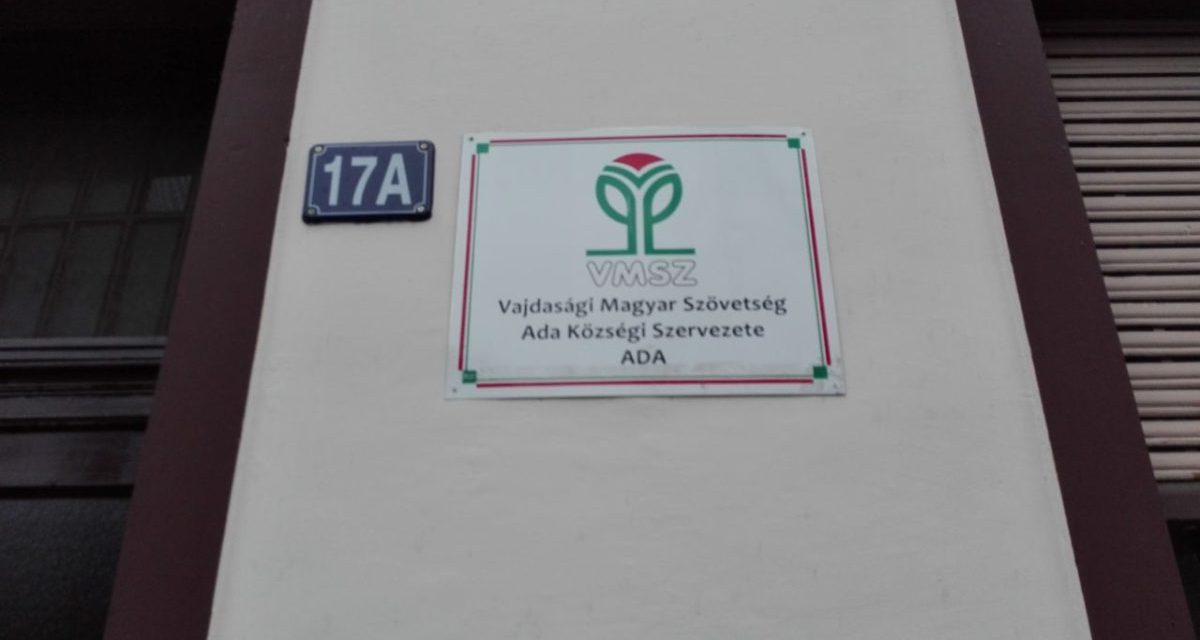 17A
VMSZ
Vajdasági Magyar Szövetség
Ada Községi Szervezete
ADA